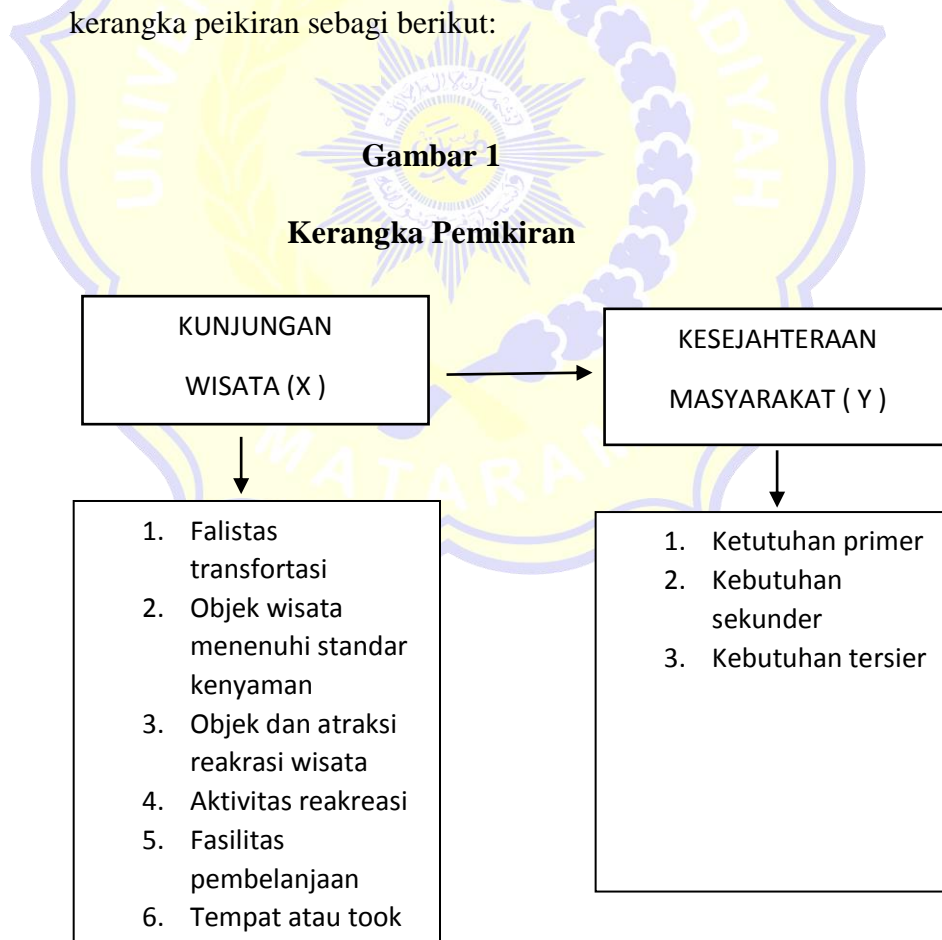 kerangka peikiran sebagi berikut:
Gambar 1
Kerangka Pemikiran
KUNJUNGAN
WISATA (X )
KESEJAHTERAAN
MASYARAKAT ( Y )
1. Falistas
transfortasi
2. Objek wisata
menenuhi standar
kenyaman
3. Objek dan atraksi
reakrasi wisata
4. Aktivitas reakreasi
5. Fasilitas
pembelanjaan
6. Tempat atau took
1. Ketutuhan primer
2. Kebutuhan
sekunder
3. Kebutuhan tersier
MATARAM